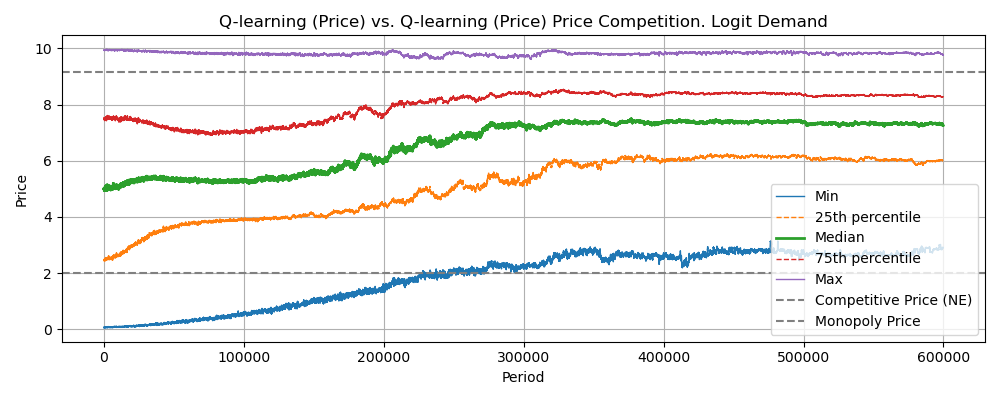 Q-learning (Price) vs. Q-learning (Price) Price Competition. Logit Demand
Price
10
8
6
4
2
0
Min
25th percentile
Median
75th percentile
Max
Competitive Price (NE)
Monopoly Price
0
100000
200000
300000
400000
500000
600000
Period